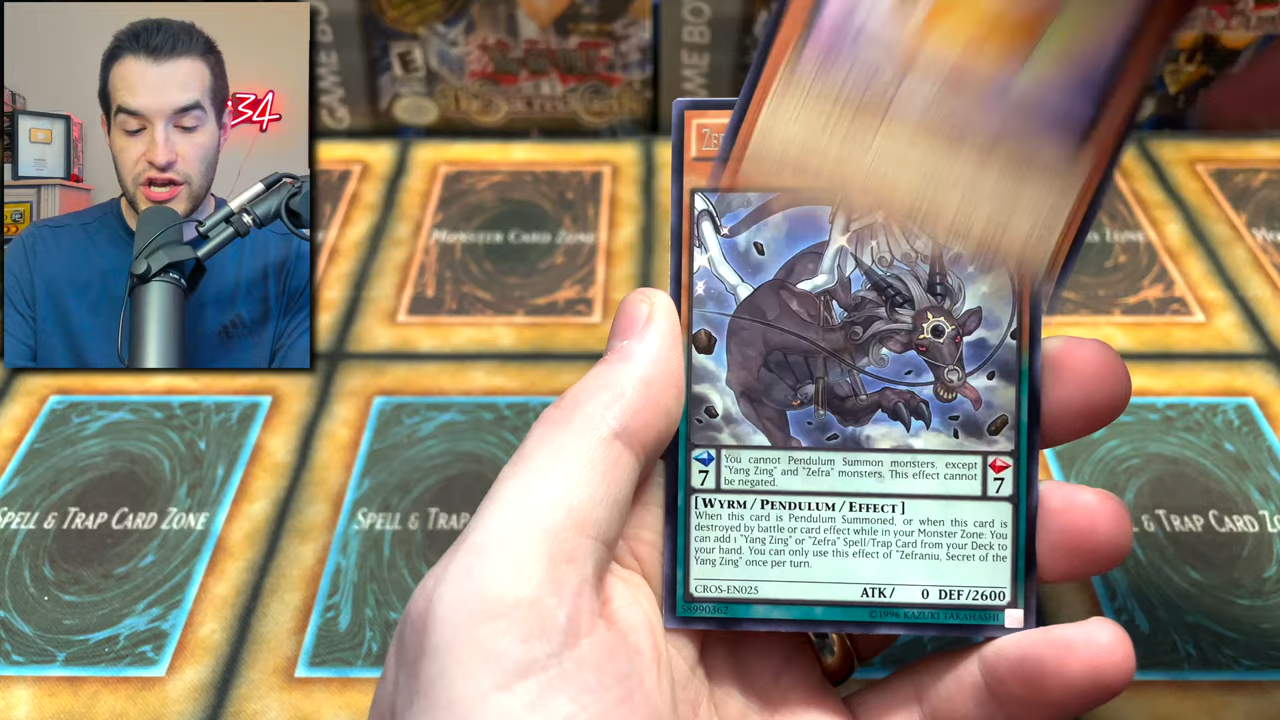 :34
GAME BOY
GAME BO
E
MONSTER CARD ZONE
ZEF
SPELL & TRAP CARD ZONE
SPELL & TRAP
L & TRAP CARD ZO
7
You cannot Pendulum Summon monsters, except
"Yang Zing" and "Zefra" monsters. This effect cannot
be negated.
7
[WYRM / PENDULUM / EFFECT]
When this card is Pendulum Summoned, or when this card is
destroyed by battle or card effect while in your Monster Zone: You
can add 1 "Yang Zing" or "Zefra" Spell/Trap Card from your Deck to
your hand. You can only use this effect of "Zefraniu, Secret of the
Yang Zing" once per turn.
CROS-EN025
ATK/ 0 DEF/2600
58990362
©1996 KAZUKI TAKAHASHI